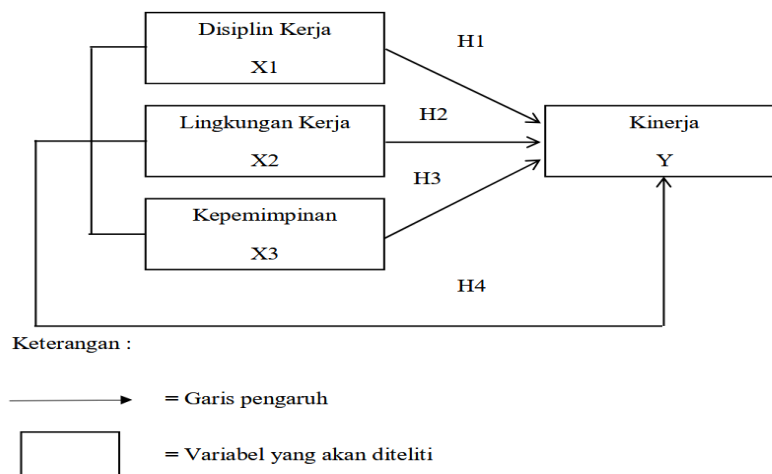 Disiplin Kerja
X1
H1
Lingkungan Kerja
X2
H2
Kinerja
Y
H3
Kepemimpinan
X3
H4
Keterangan :
= Garis pengaruh
= Variabel yang akan diteliti